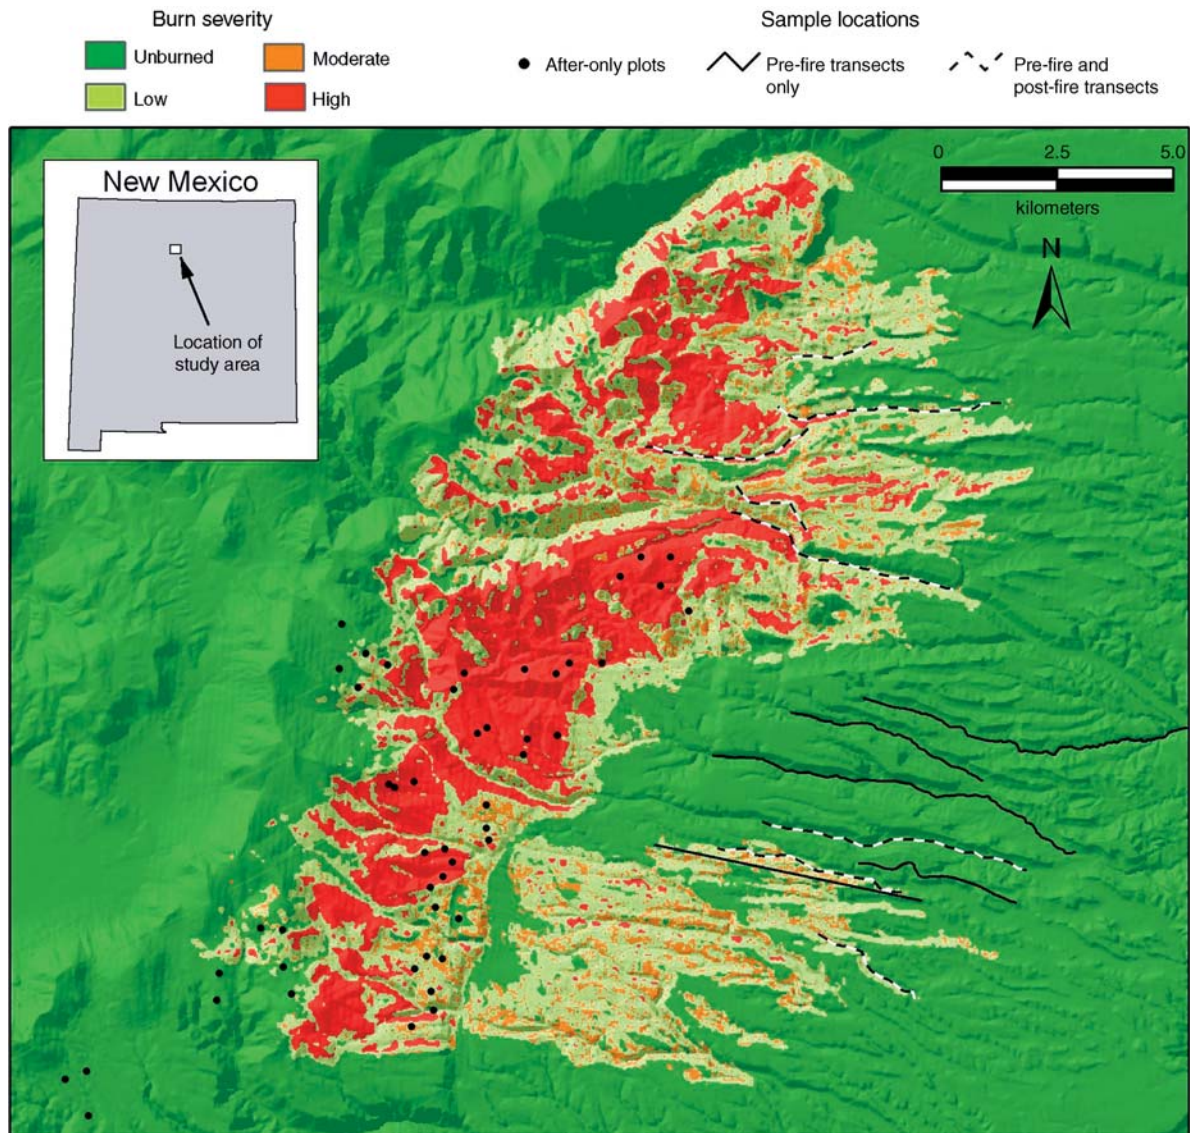 Burn severity
Unburned
Low
Moderate
High
Sample locations
After-only plots
Pre-fire transects
only
Pre-fire and
post-fire transects
New Mexico
Location of
study area
0 2.5 5.0
kilometers
N